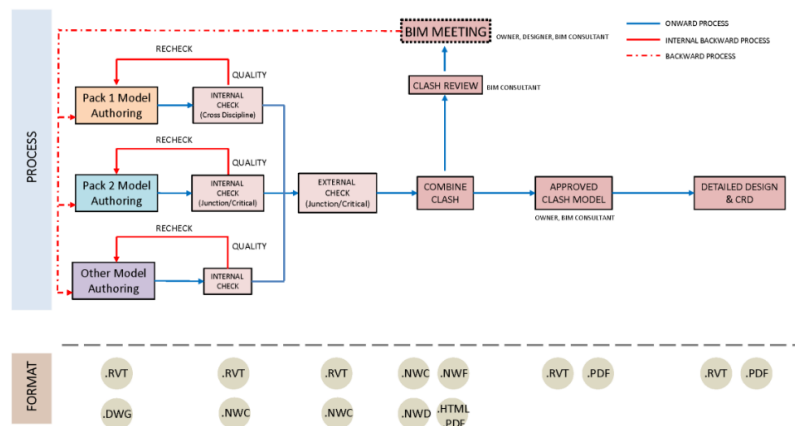 BIM MEETING
OWNER, DESIGNER, BIM CONSULTANT
ONWARD PROCESS
INTERNAL BACKWARD PROCESS
BACKWARD PROCESS
PROCESS
RECHECK
QUALITY
Pack 1 Model
Authoring
INTERNAL
CHECK
(Cross Discipline)
CLASH REVIEW
BIM CONSULTANT
RECHECK
QUALITY
Pack 2 Model
Authoring
INTERNAL
CHECK
(Junction/Critical)
EXTERNAL
CHECK
(Junction/Critical)
COMBINE
CLASH
APPROVED
CLASH MODEL
OWNER, BIM CONSULTANT
DETAILED DESIGN
& CRD
RECHECK
QUALITY
Other Model
Authoring
INTERNAL
CHECK
FORMAT
.RVT
.RVT
.RVT
.NWC
.NWF
.RVT
.PDF
.RVT
.PDF
.DWG
.NWC
.NWC
.NWD
.HTML
.PDF